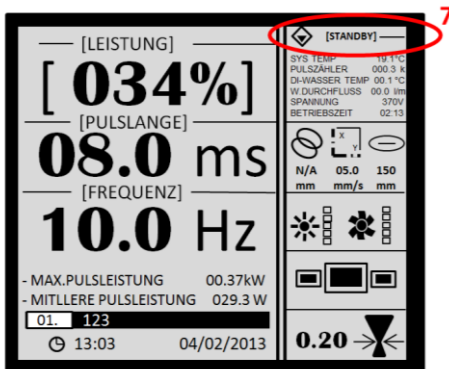 7
[LEISTUNG]
[034%]
[PULSLANGE]
08.0 ms
[FREQUENZ]
10.0 Hz
- MAX.PULSLEISTUNG 00.37kW
- MITLLERE PULSLEISTUNG 029.3 W
01. 123
13:03 04/02/2013
[STANDBY]
SYS TEMP 19.1°C
PULSZÄHLER 000.3 k
DI-WASSER TEMP 00.1 °C
W.DURCHFLUSS 00.0 l/m
SPANNUNG 370V
BETRIEBSZEIT 02:13
X
Y
N/A 05.0 150
mm mm/s mm
0.20